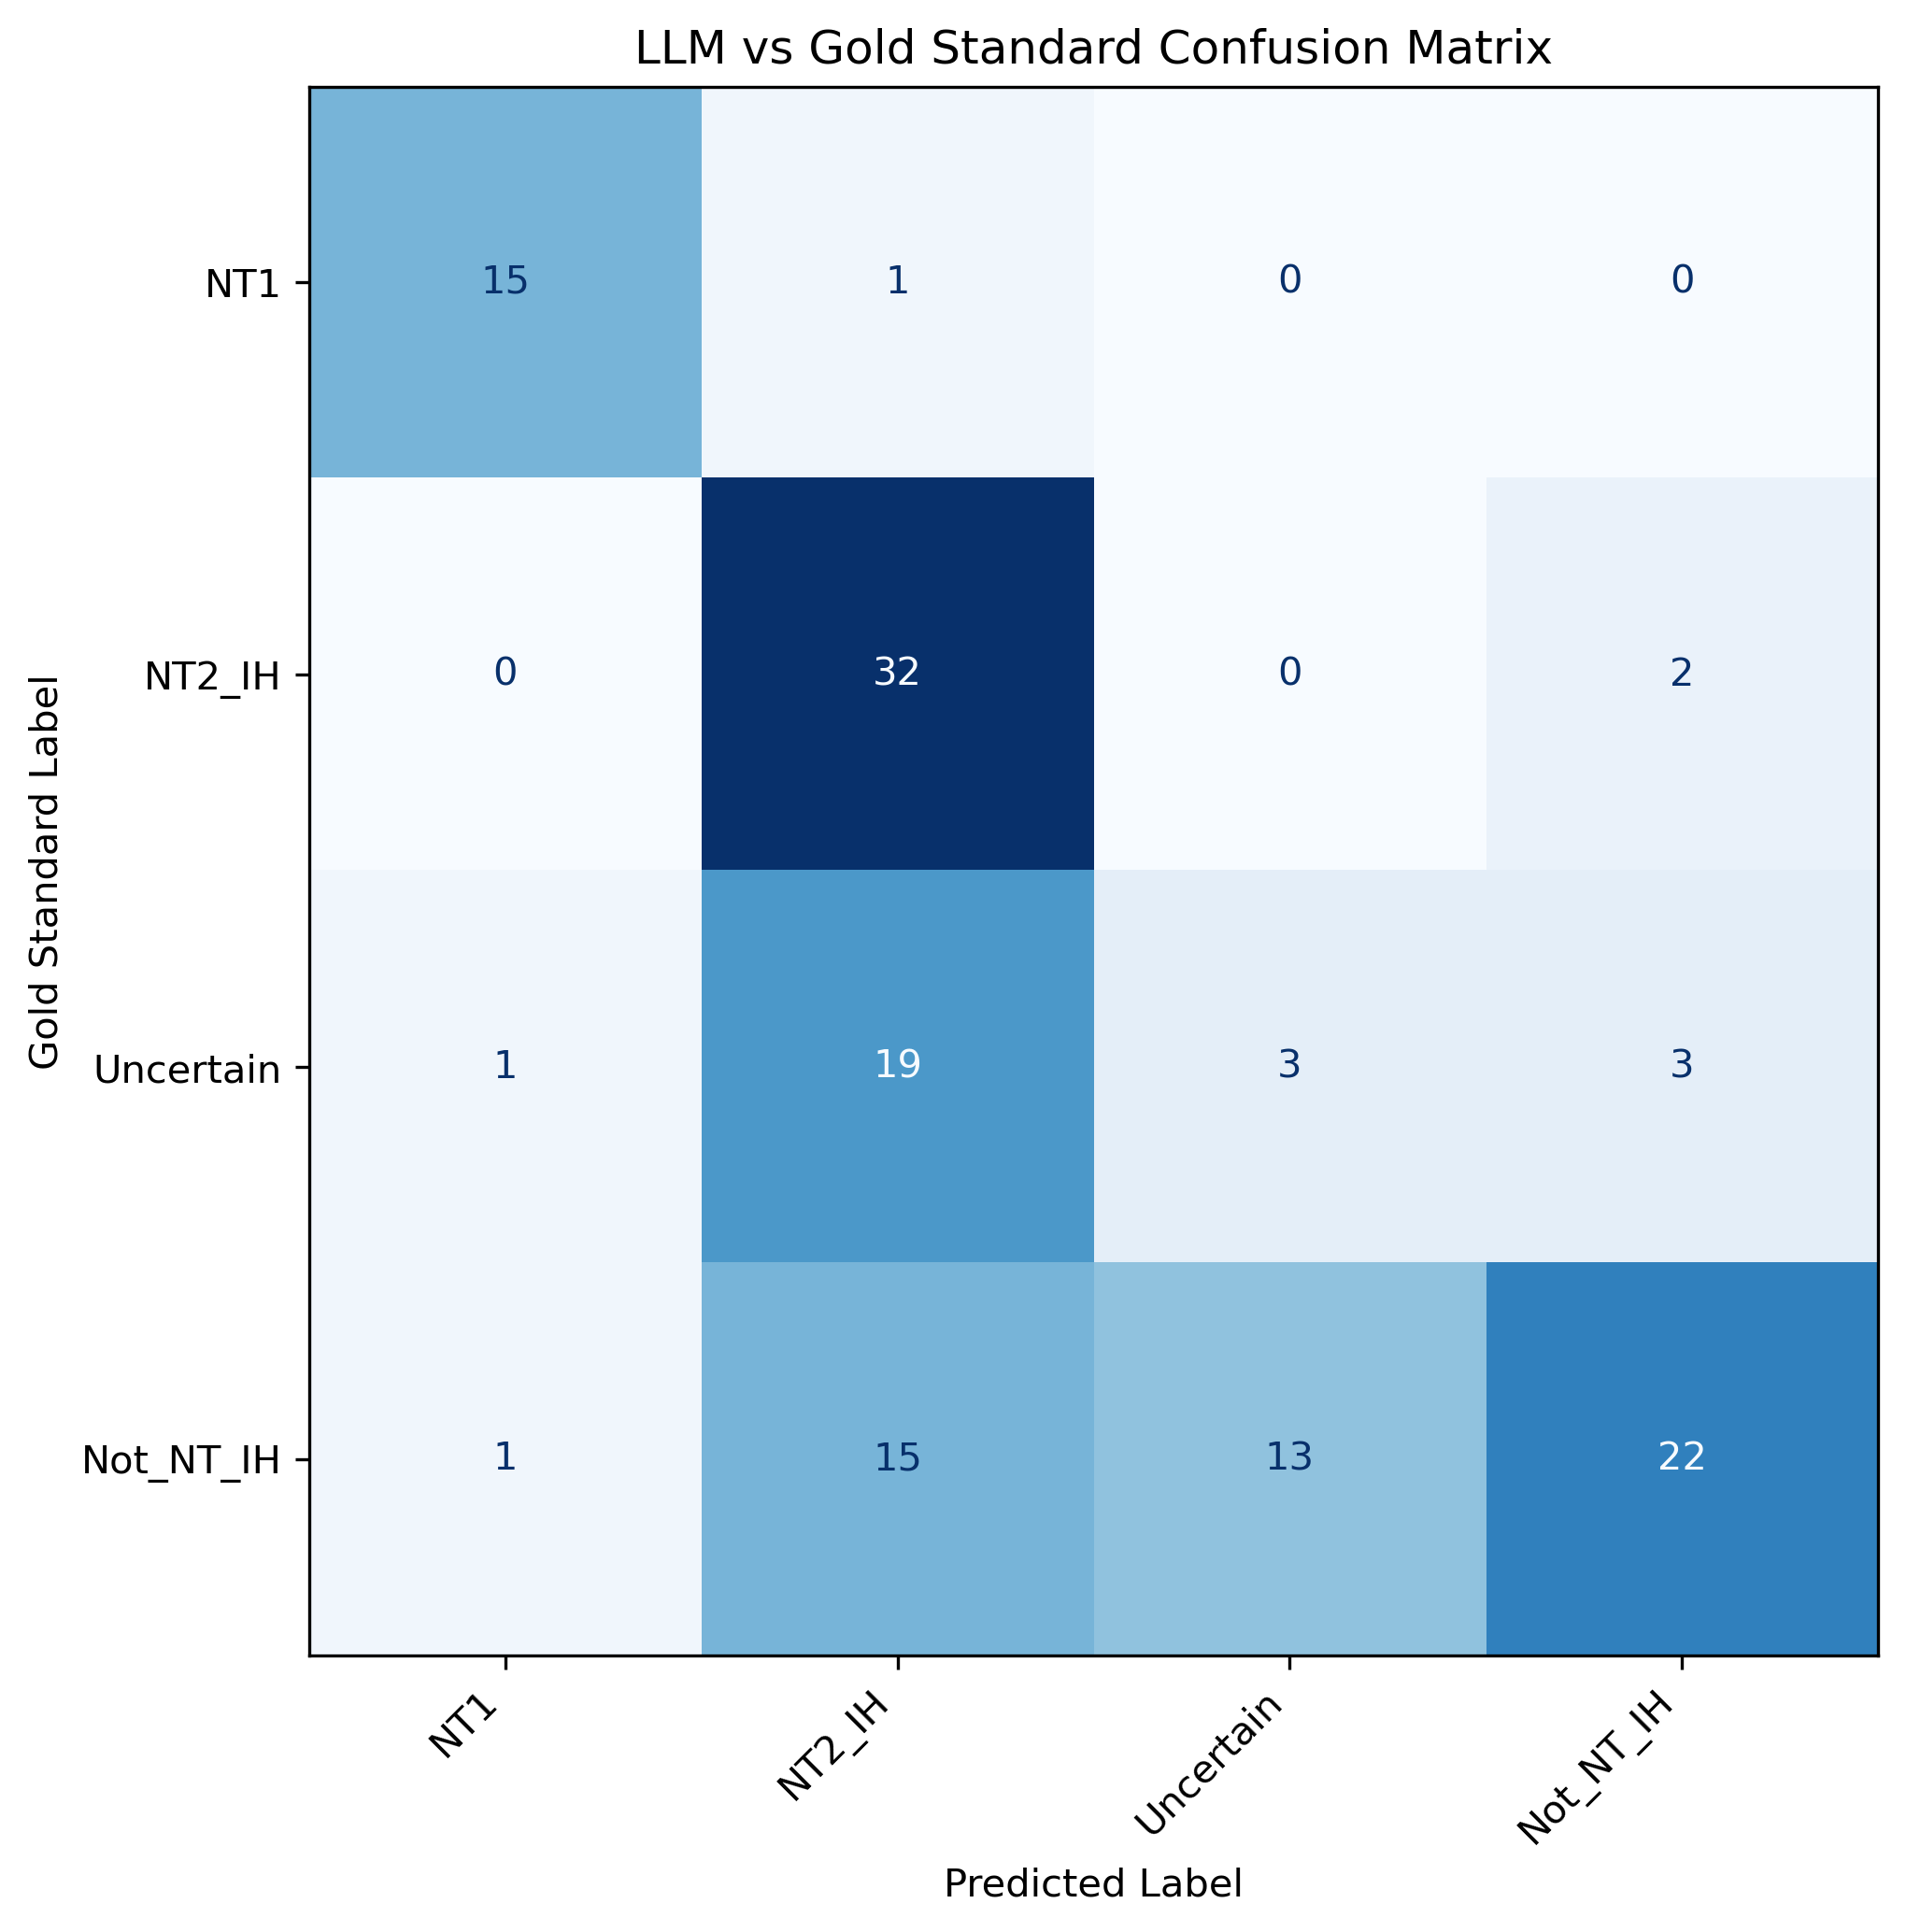 LLM vs Gold Standard Confusion Matrix
Gold Standard Label
NT1 15 1 0 0
NT2_IH 0 32 0 2
Uncertain 1 19 3 3
Not_NT_IH 1 15 13 22
NT1 NT2_IH Uncertain Not_NT_IH
Predicted Label